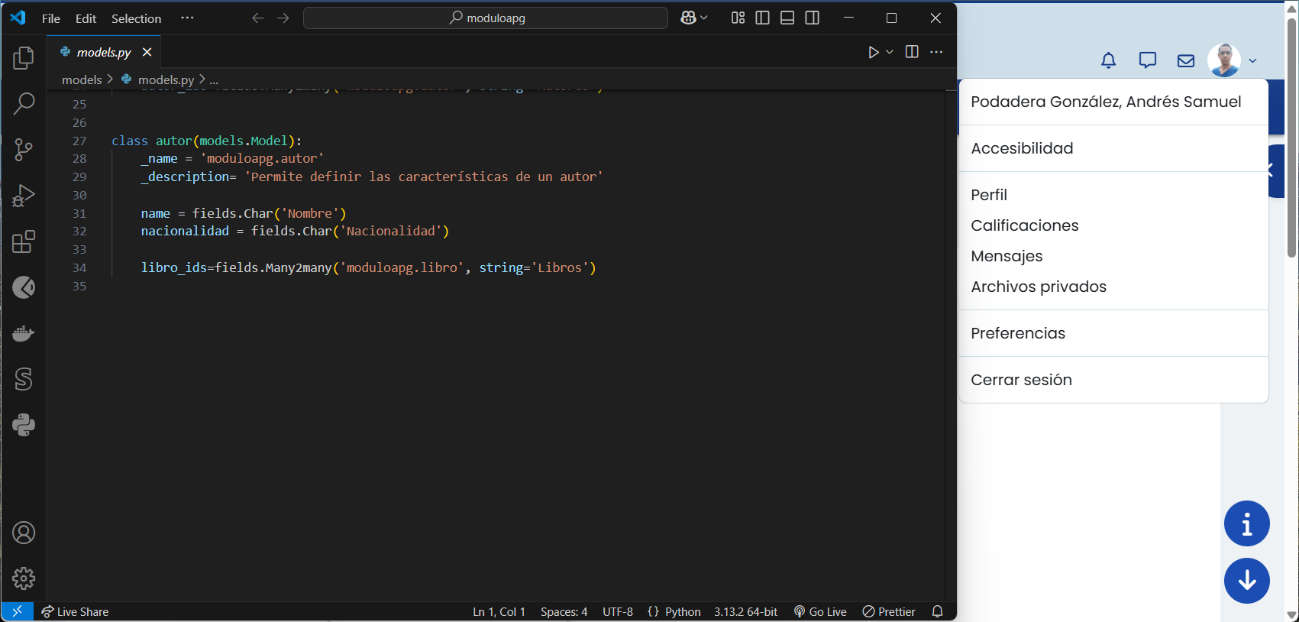 File Edit Selection ···
moduloapg
models.py
models > models.py > ...
25
26
27 class autor(models.Model):
28 _name = 'moduloapg.autor'
29 _description= 'Permite definir las características de un autor'
30
31 name = fields.Char('Nombre')
32 nacionalidad = fields.Char('Nacionalidad')
33
34 libro_ids=fields.Many2many('moduloapg.libro', string='Libros')
35
Live Share Ln 1, Col 1 Spaces: 4 UTF-8 {} Python 3.13.2 64-bit Go Live Prettier
Podadera González, Andrés Samuel
Accesibilidad
Perfil
Calificaciones
Mensajes
Archivos privados
Preferencias
Cerrar sesión